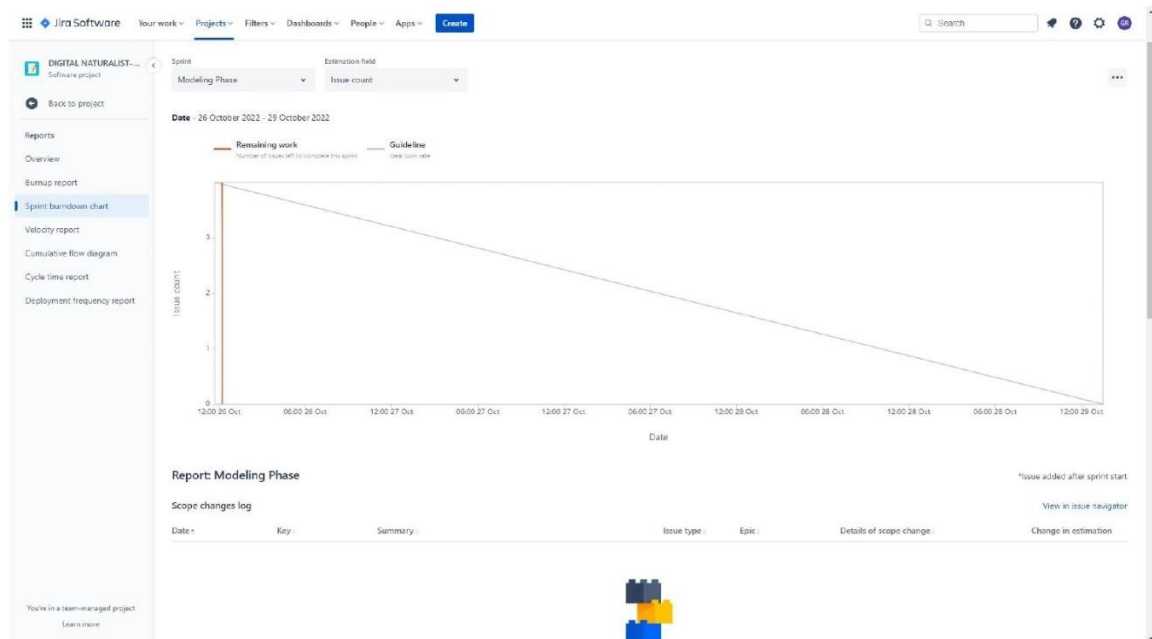 Jira Software Your work Projects Filters Dashboards People Apps Create Search GR
DIGITAL NATURALIST-...
Software project
Back to project
Reports
Overview
Burnup report
Sprint burndown chart
Velocity report
Cumulative flow diagram
Cycle time report
Deployment frequency report
You're in a team-managed project
Learn more
Sprint Estimation field
Modeling Phase Issue count
Date - 26 October 2022 - 29 October 2022
Remaining work Guideline
Number of issues left to complete this sprint Ideal burn rate
3
2
1
0
Issue count
12:00 26 Oct 06:00 26 Oct 12:00 27 Oct 06:00 27 Oct 12:00 27 Oct 06:00 27 Oct 12:00 28 Oct 06:00 28 Oct 12:00 28 Oct 06:00 28 Oct 12:00 29 Oct
Date
Report: Modeling Phase *Issue added after sprint start
Scope changes log View in issue navigator
Date Key Summary Issue type Epic Details of scope change Change in estimation